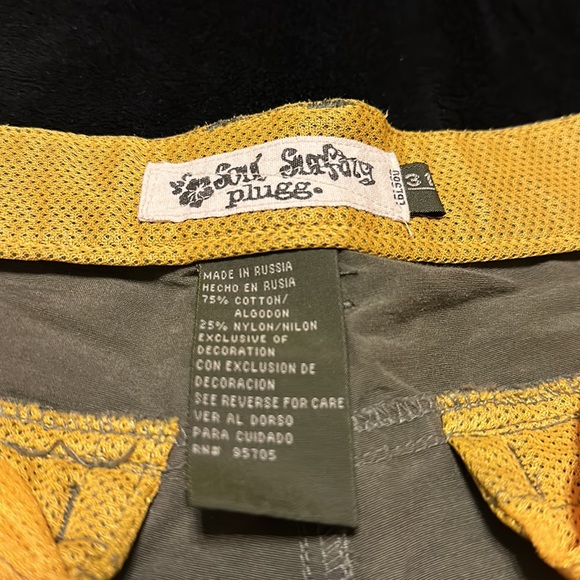 Soul Surfing
plugg.
31
MADE IN RUSSIA
HECHO EN RUSIA
75% COTTON/
ALGODON
25% NYLON/NILON
EXCLUSIVE OF
DECORATION
CON EXCLUSION DE
DECORACION
SEE REVERSE FOR CARE
VER AL DORSO
PARA CUIDADO
RN# 95705